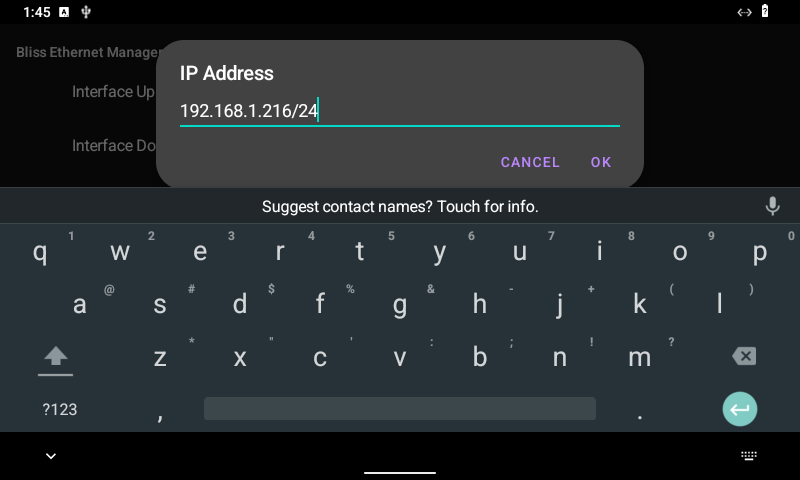 1:45
Bliss Ethernet Manager
IP Address
Interface Up
192.168.1.216/24
Interface Do
CANCEL OK
Suggest contact names? Touch for info.
1 2 3 4 5 6 7 8 9 0
q w e r t y u i o p
@ # $ % & - + ( )
a s d f g h j k l
* " ' : ; ! ?
z x c v b n m
?123 , .